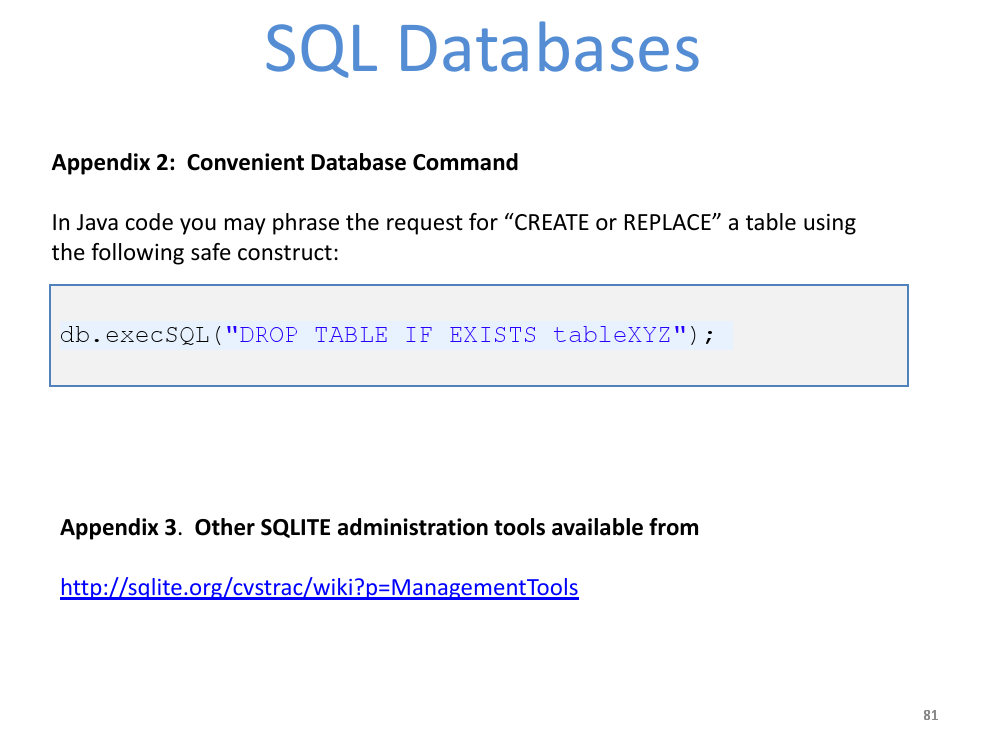 SQL Databases
Appendix 2:  Convenient Database Command
In Java code you may phrase the request for “CREATE or REPLACE” a table using
the following safe construct:
db.execSQL("DROP TABLE IF EXISTS tableXYZ");
Appendix 3.  Other SQLITE administration tools available from
http://sqlite.org/cvstrac/wiki?p=ManagementTools
81